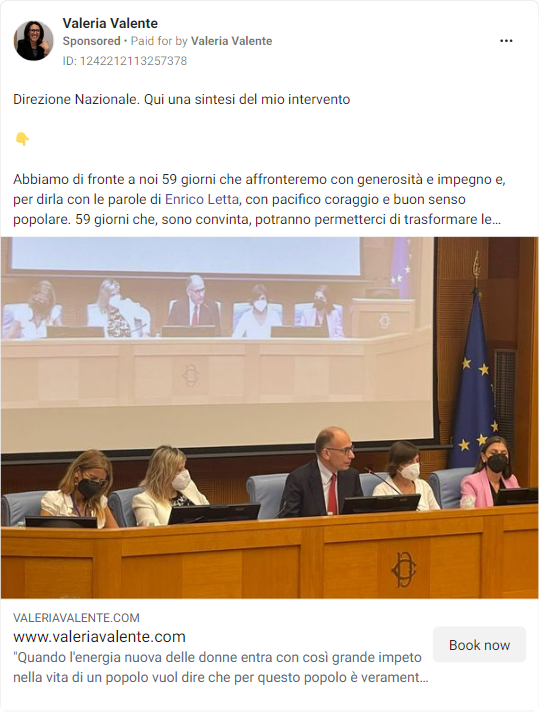 Valeria Valente
Sponsored • Paid for by Valeria Valente
ID: 1242212113257378
Direzione Nazionale. Qui una sintesi del mio intervento
👇
Abbiamo di fronte a noi 59 giorni che affronteremo con generosità e impegno e,
per dirla con le parole di Enrico Letta, con pacifico coraggio e buon senso
popolare. 59 giorni che, sono convinta, potranno permetterci di trasformare le...
VALERIAVALENTE.COM
www.valeriavalente.com
"Quando l'energia nuova delle donne entra con così grande impeto
nella vita di un popolo vuol dire che per questo popolo è verament...
Book now